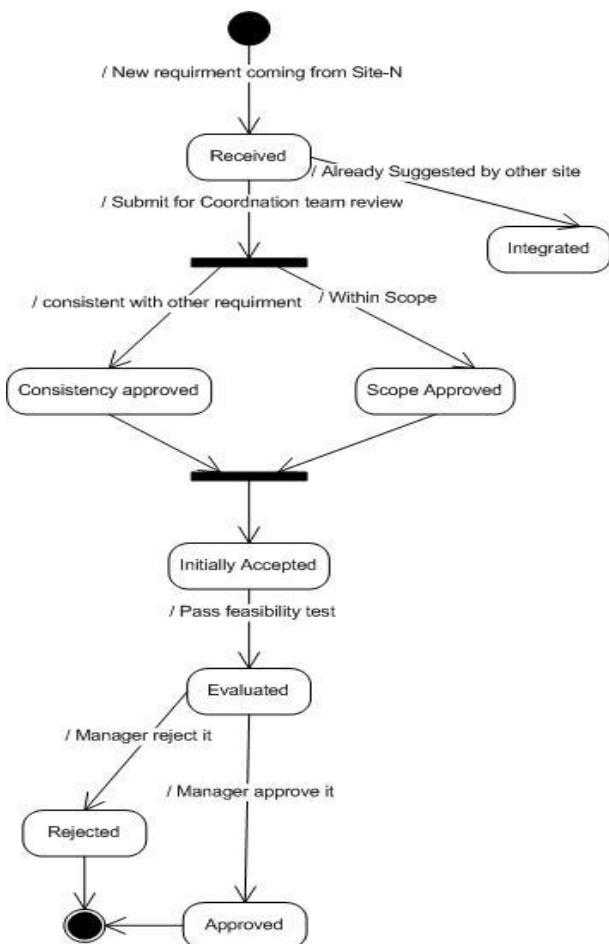 / New requirment coming from Site-N
Received
/ Already Suggested by other site
/ Submit for Coordnation team review
Integrated
/ consistent with other requirment
/ Within Scope
Consistency approved
Scope Approved
Initially Accepted
/ Pass feasibility test
Evaluated
/ Manager reject it
/ Manager approve it
Rejected
Approved